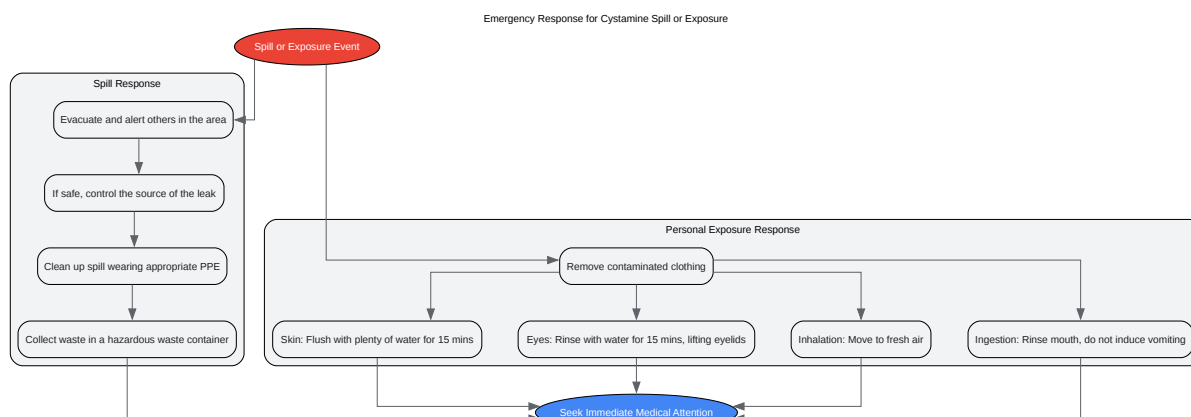 Emergency Response for Cystamine Spill or Exposure
Spill or Exposure Event
Spill Response
Evacuate and alert others in the area
If safe, control the source of the leak
Clean up spill wearing appropriate PPE
Collect waste in a hazardous waste container
Personal Exposure Response
Remove contaminated clothing
Skin: Flush with plenty of water for 15 mins
Eyes: Rinse with water for 15 mins, lifting eyelids
Inhalation: Move to fresh air
Ingestion: Rinse mouth, do not induce vomiting
Seek Immediate Medical Attention